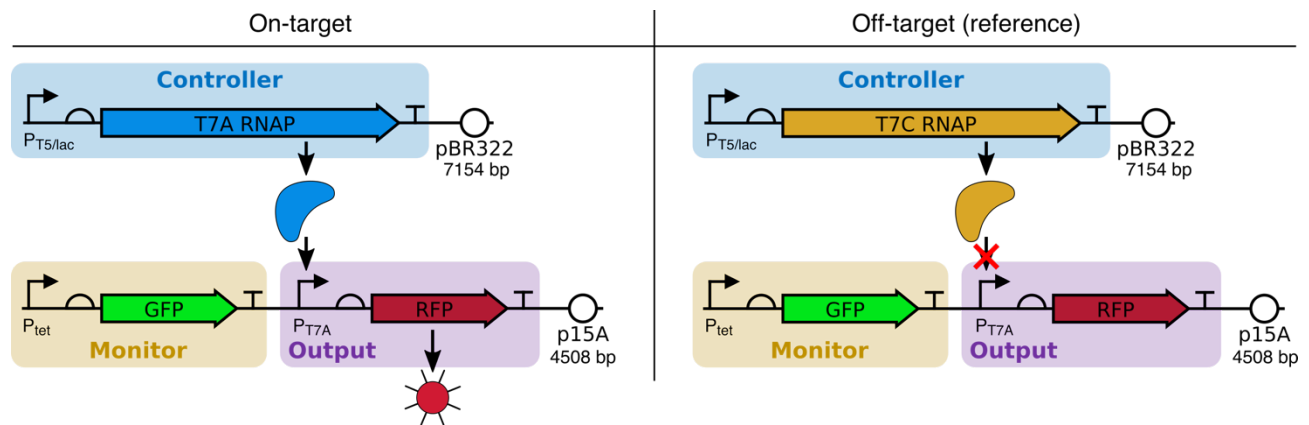 On-target
Off-target (reference)
Controller
T7A RNAP
P T5/lac
pBR322
7154 bp
GFP
RFP
P tet
P T7A
Monitor
Output
p15A
4508 bp
Controller
T7C RNAP
P T5/lac
pBR322
7154 bp
GFP
RFP
P tet
P T7A
Monitor
Output
p15A
4508 bp